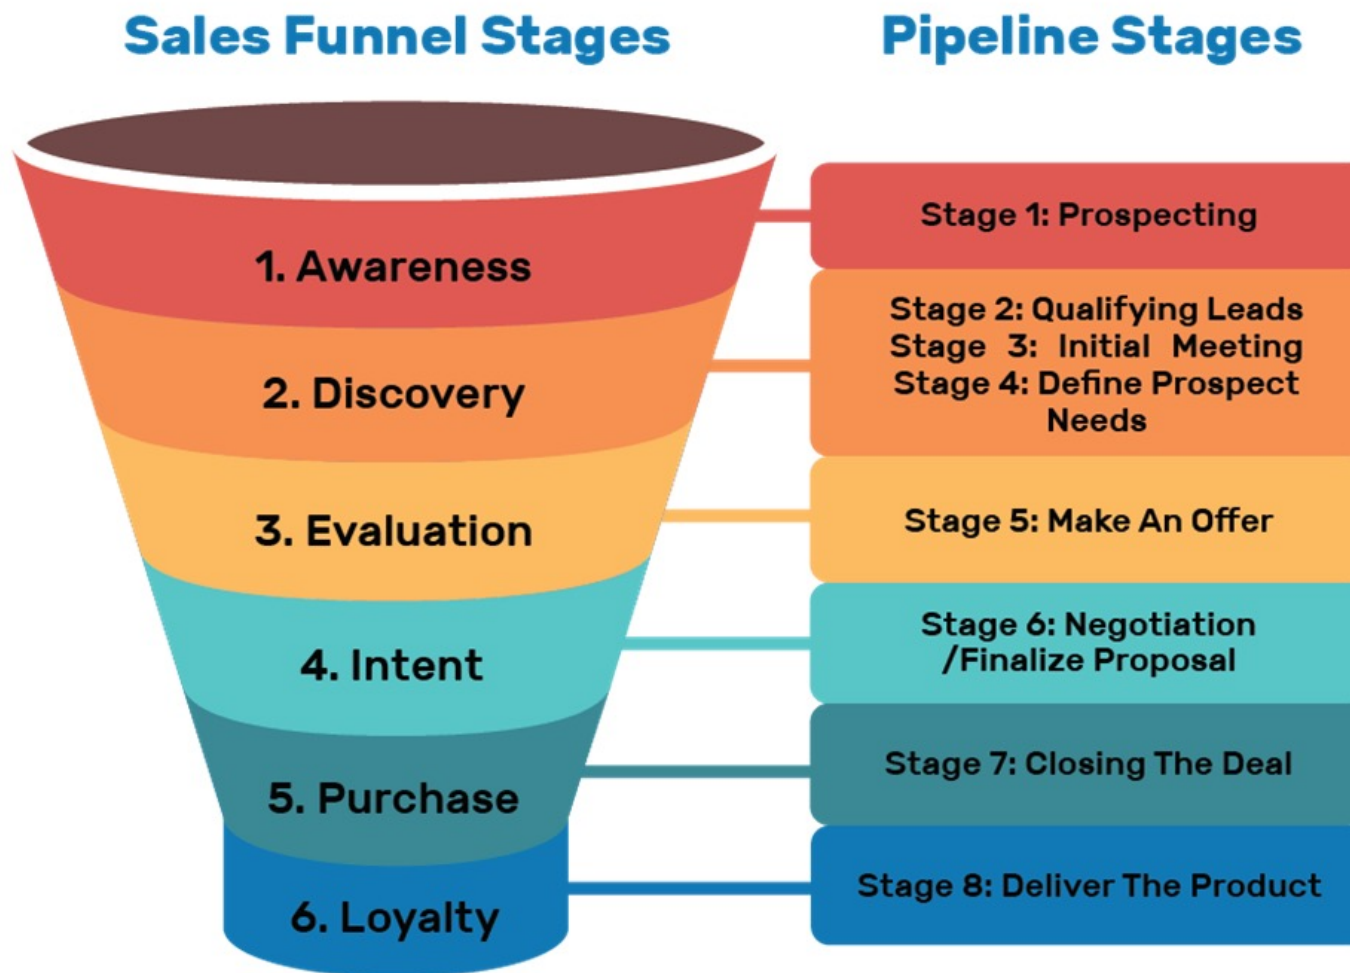 Sales Funnel Stages
Pipeline Stages
1. Awareness
2. Discovery
3. Evaluation
4. Intent
5. Purchase
6. Loyalty
Stage 1: Prospecting
Stage 2: Qualifying Leads
Stage 3: Initial Meeting
Stage 4: Define Prospect
Needs
Stage 5: Make An Offer
Stage 6: Negotiation
/Finalize Proposal
Stage 7: Closing The Deal
Stage 8: Deliver The Product